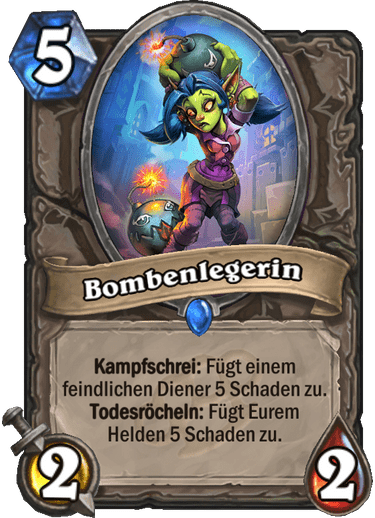 5
Bombenlegerin
Kampfschrei: Fügt einem
feindlichen Diener 5 Schaden zu.
Todesröcheln: Fügt Eurem
Helden 5 Schaden zu.
2
2